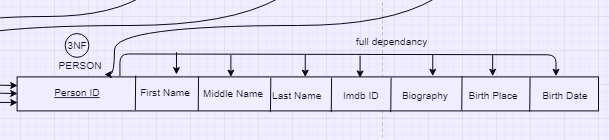 full dependancy
3NF
PERSON
Person ID First Name Middle Name Last Name Imdb ID Biography Birth Place Birth Date